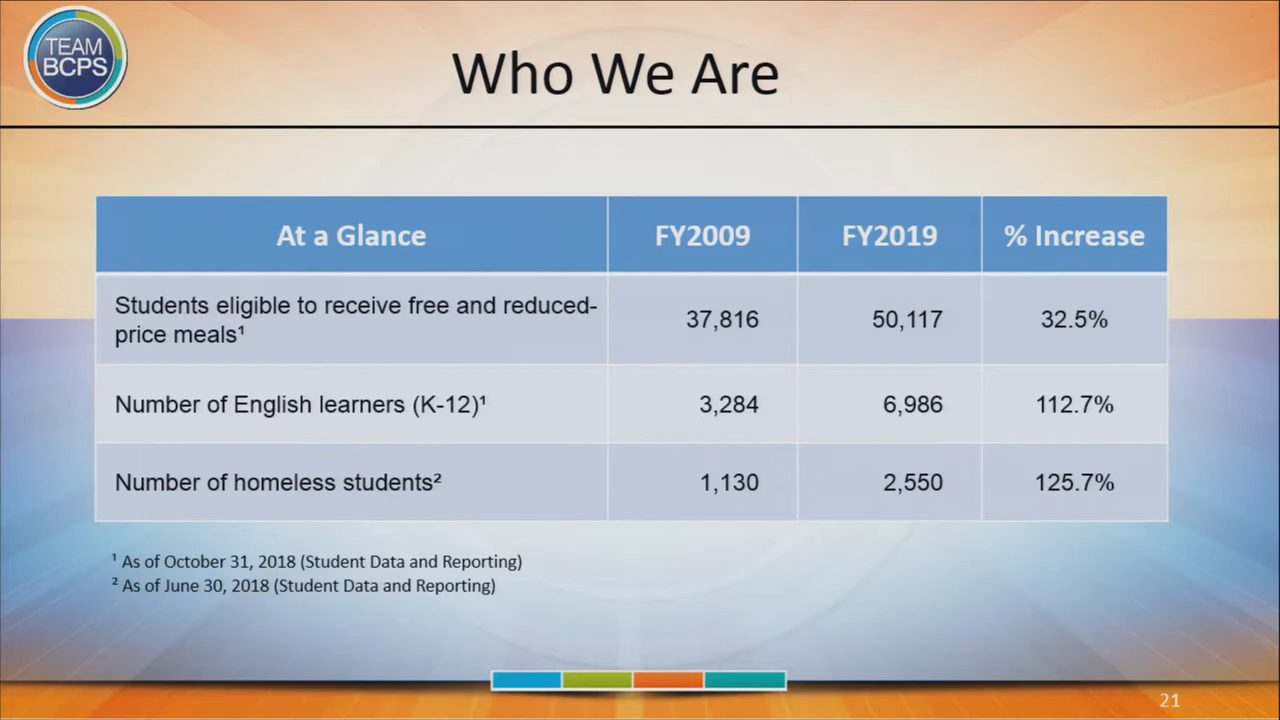 TEAM
BCPS
Who We Are
At a Glance FY2009 FY2019 % Increase
Students eligible to receive free and reduced-
price meals¹ 37,816 50,117 32.5%
Number of English learners (K-12)¹ 3,284 6,986 112.7%
Number of homeless students² 1,130 2,550 125.7%
¹ As of October 31, 2018 (Student Data and Reporting)
² As of June 30, 2018 (Student Data and Reporting)
21